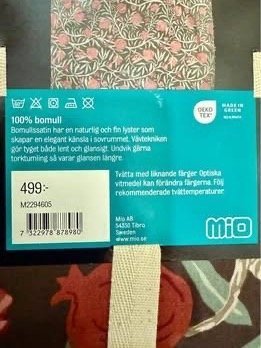 OEKO
TEX®
MADE IN
GREEN
100% bomull
Bomullssatin har en naturlig och fin lyster som
skapar en elegant känsla i sovrummet. Vävtekniken
gör tyget både lent och glansigt. Undvik gärna
torktumling så varar glansen längre.
499:-
M2294605
7 322978 878980
Tvätta med liknande färger Optiska
vitmedel kan förändra färgerna. Följ
rekommenderade tvättemperaturer
Mio AB
54350 Tibro
Sweden
www.mio.se
MIO